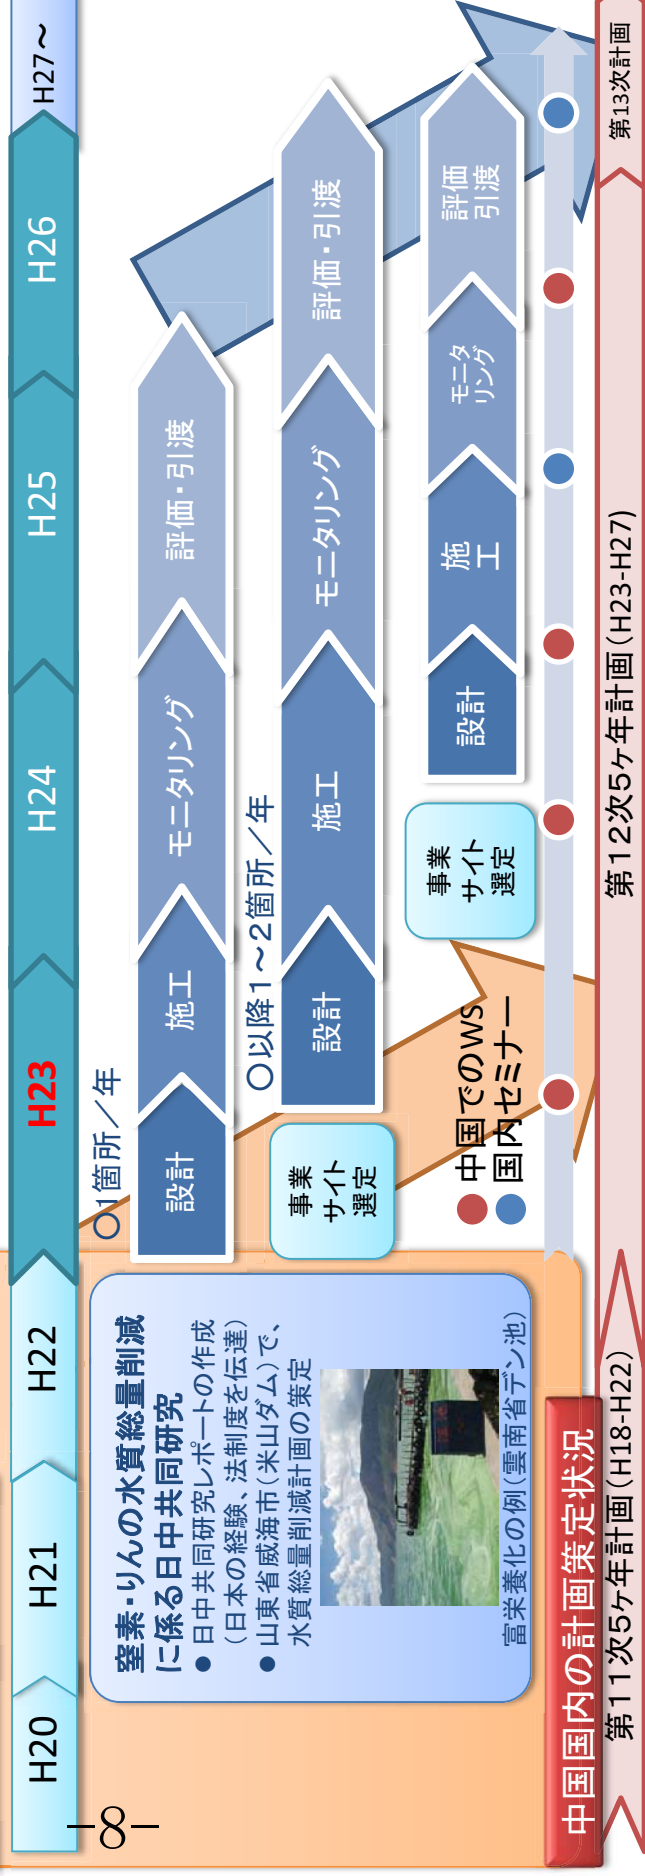 H20
H21
H22
H23
H24
H25
H26
H27～
窒素・りんの水質総量削減
に係る日中共同研究
● 日中共同研究レポートの作成
（日本の経験、法制度を伝達）
● 山東省威海市（米山ダム）で、
水質総量削減計画の策定
富栄養化の例（雲南省デン池）
○1箇所／年
設計
施工
モニタリング
評価・引渡
○以降１～２箇所／年
事業
サイト
選定
設計
施工
モニタリング
評価・引渡
事業
サイト
選定
設計
施
工
モニタ
リング
評価
引渡
● 中国でのWS
● 国内セミナー
中国国内の計画策定状況
第１１次５ヶ年計画（H18-H22）
第１２次５ヶ年計画（H23-H27）
第13次計画
-8-